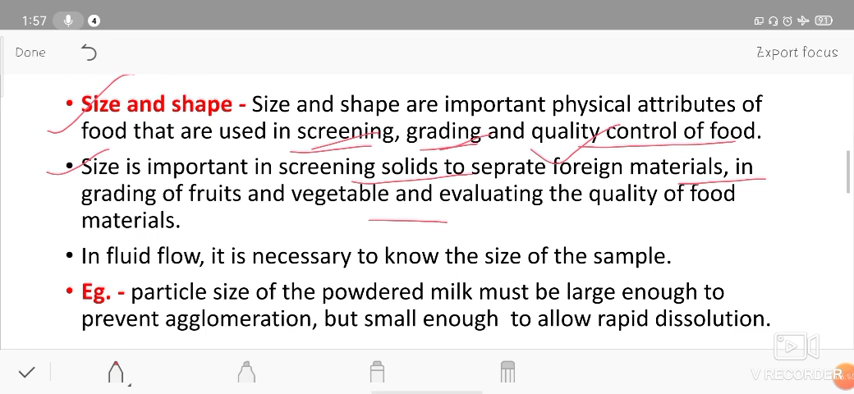 1:57 4 91
Done Export focus
• Size and shape - Size and shape are important physical attributes of
food that are used in screening, grading and quality control of food.
• Size is important in screening solids to seprate foreign materials, in
grading of fruits and vegetable and evaluating the quality of food
materials.
• In fluid flow, it is necessary to know the size of the sample.
• Eg. - particle size of the powdered milk must be large enough to
prevent agglomeration, but small enough to allow rapid dissolution.
V RECORDER